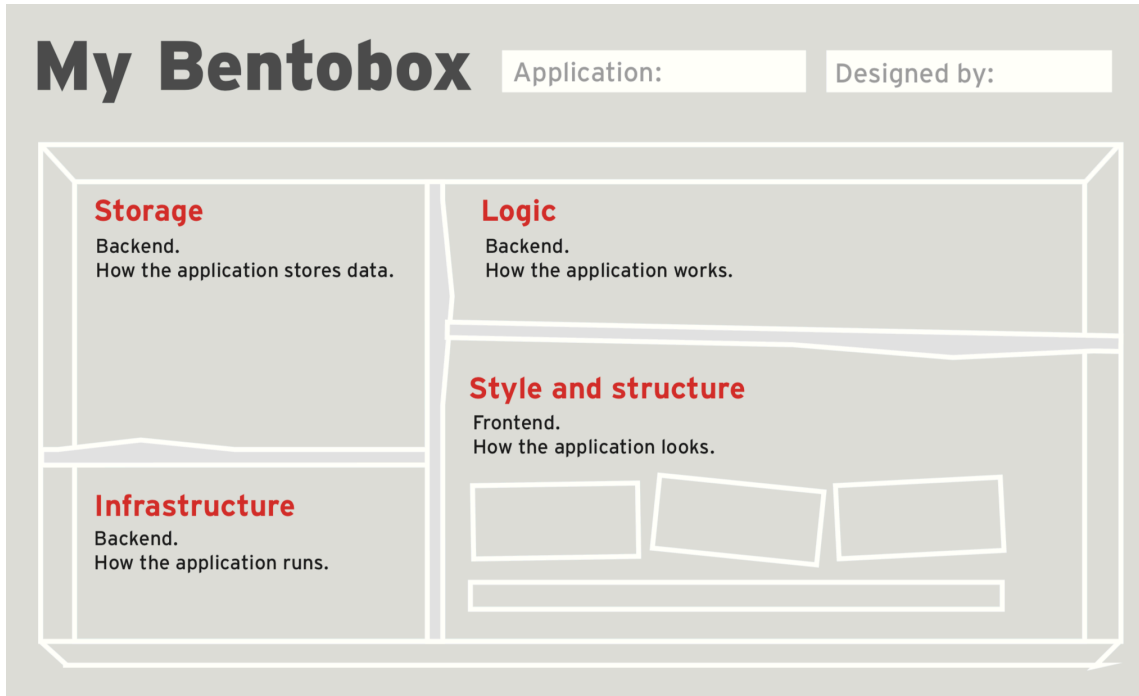 My Bentobox
Application:
Designed by:
Storage
Backend.
How the application stores data.
Logic
Backend.
How the application works.
Style and structure
Frontend.
How the application looks.
Infrastructure
Backend.
How the application runs.